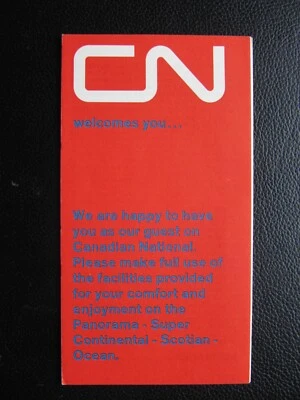 CN
welcomes you...
We are happy to have
you as our guest on
Canadian National.
Please make full use of
the facilities provided
for your comfort and
enjoyment on the
Panorama - Super
Continental - Scotian -
Ocean.